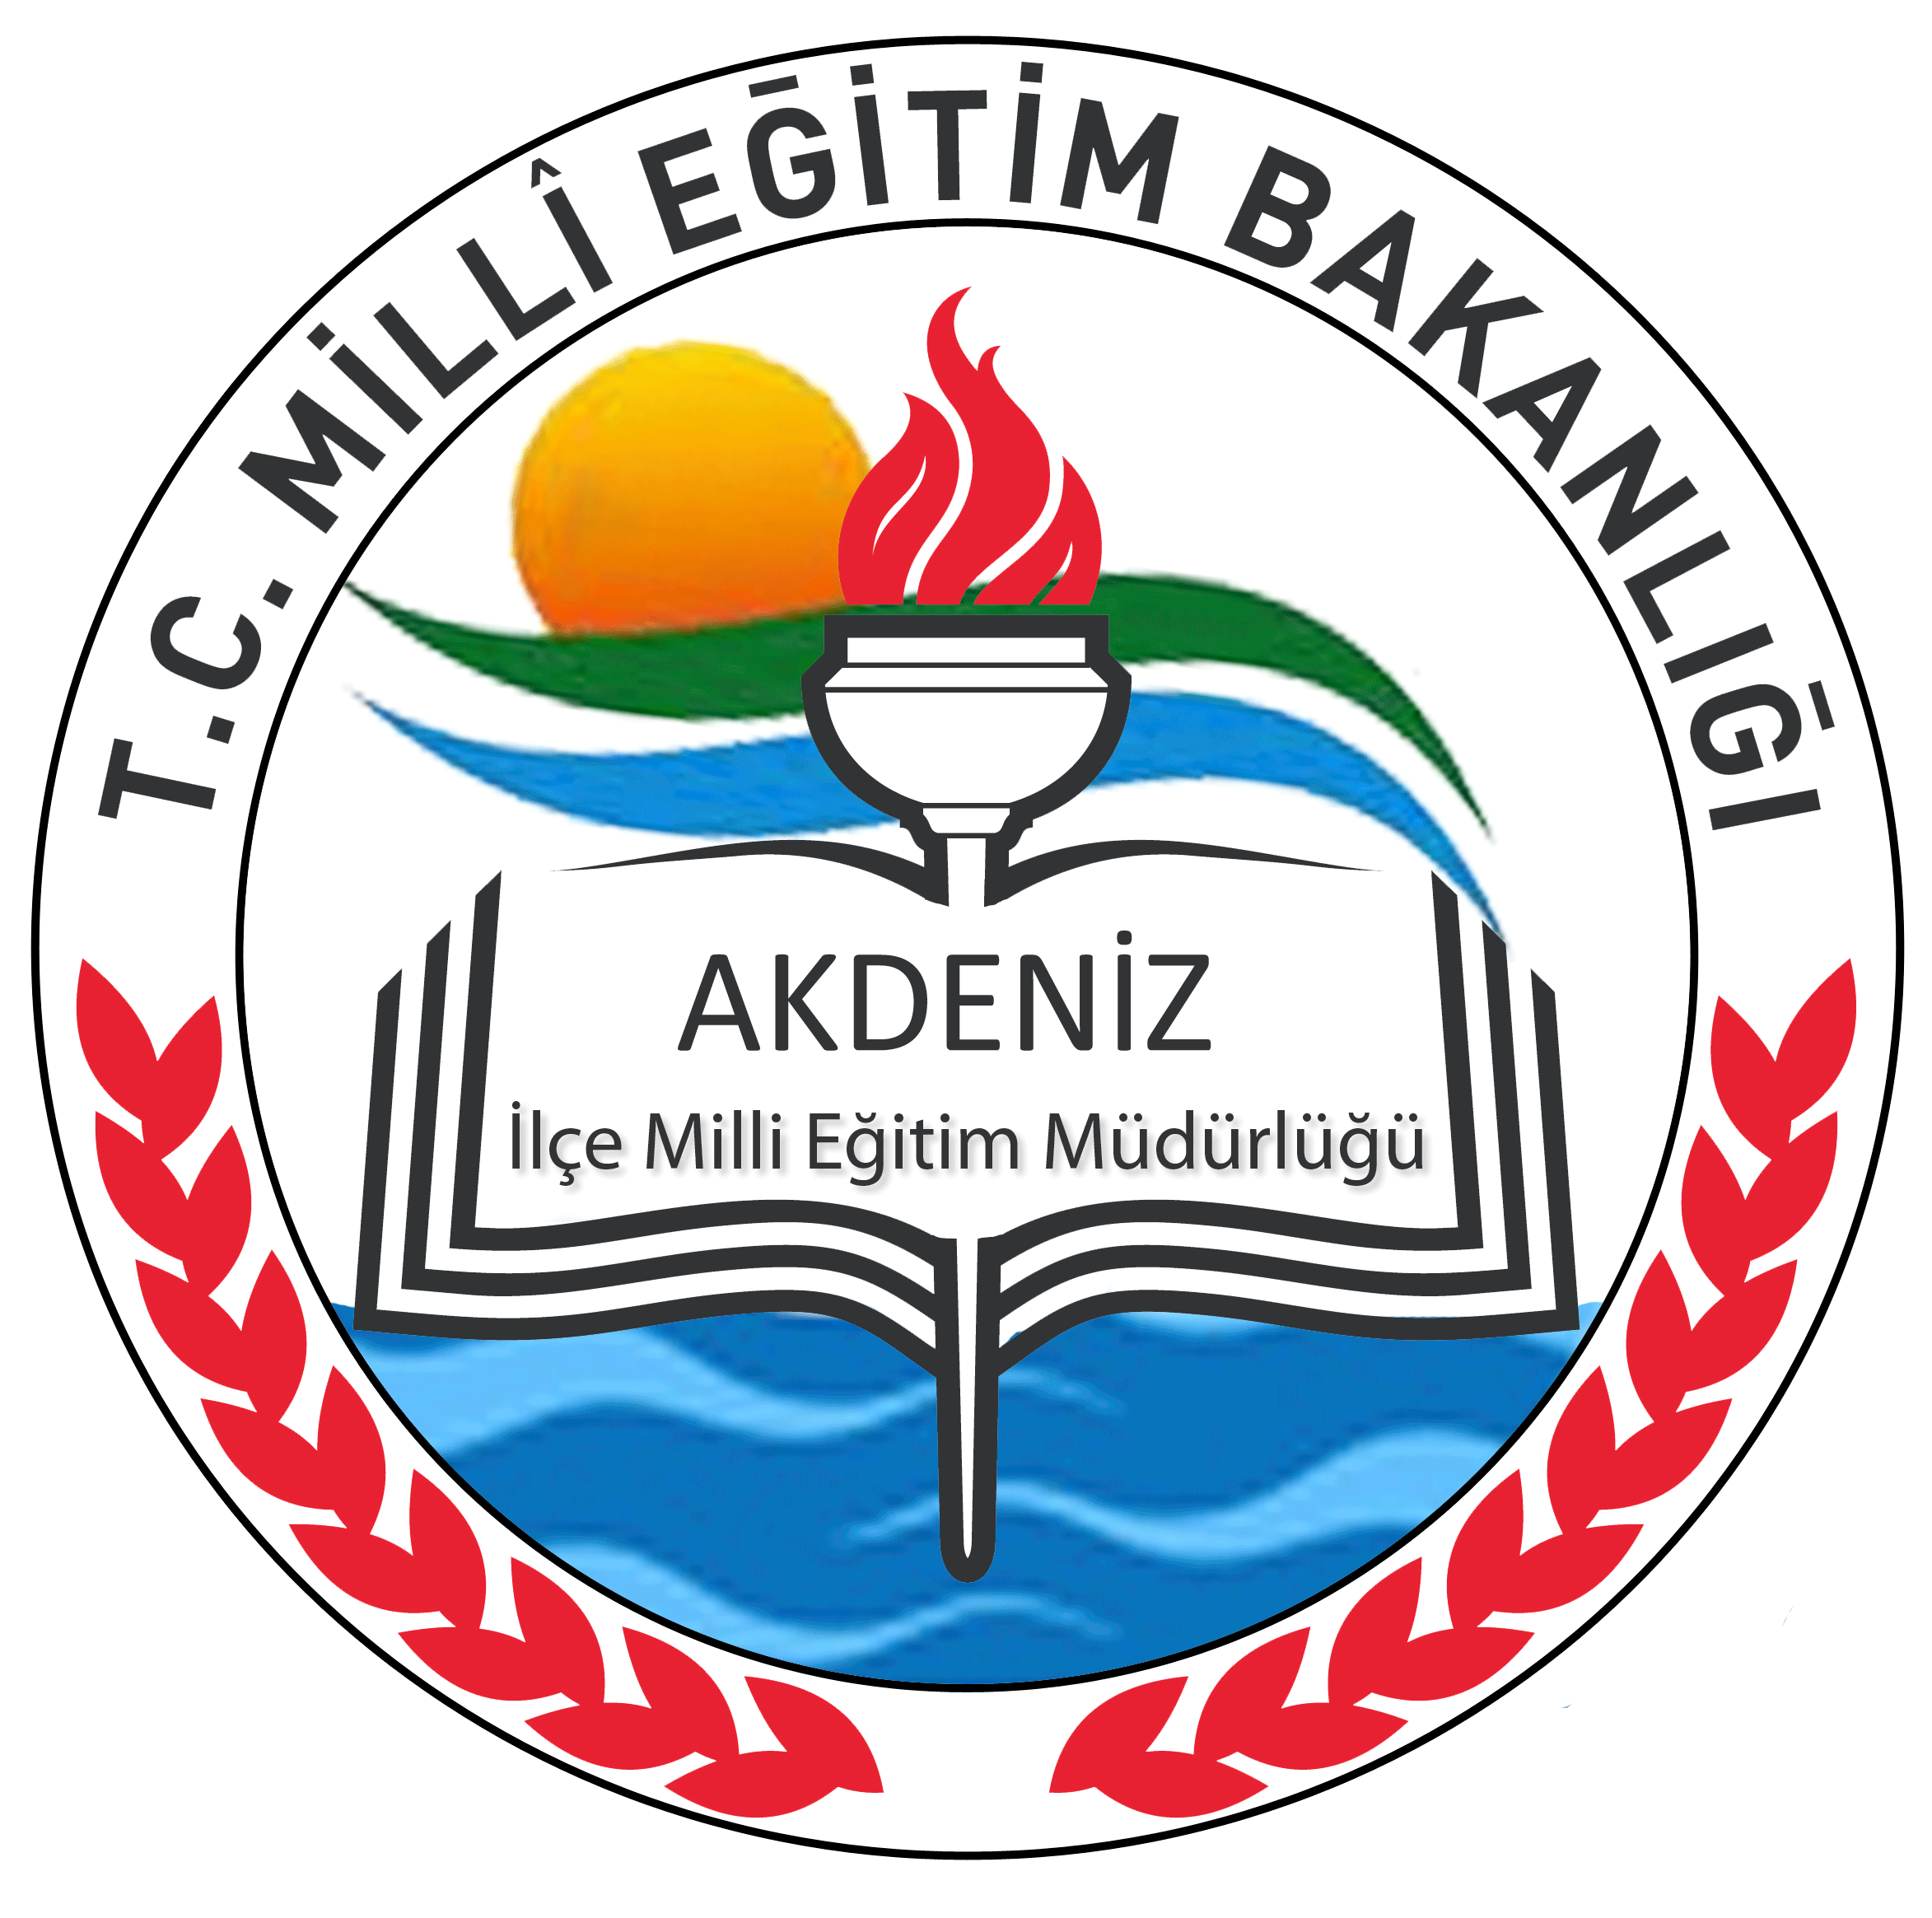 T.C. MİLLÎ EĞİTİM BAKANLIĞI
AKDENİZ
İlçe Milli Eğitim Müdürlüğü